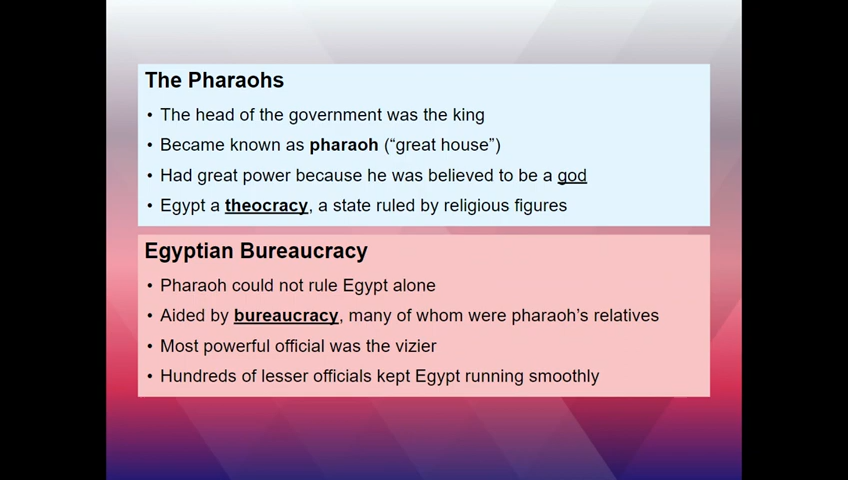 The Pharaohs
• The head of the government was the king
• Became known as pharaoh (“great house”)
• Had great power because he was believed to be a god
• Egypt a theocracy, a state ruled by religious figures
Egyptian Bureaucracy
• Pharaoh could not rule Egypt alone
• Aided by bureaucracy, many of whom were pharaoh’s relatives
• Most powerful official was the vizier
• Hundreds of lesser officials kept Egypt running smoothly